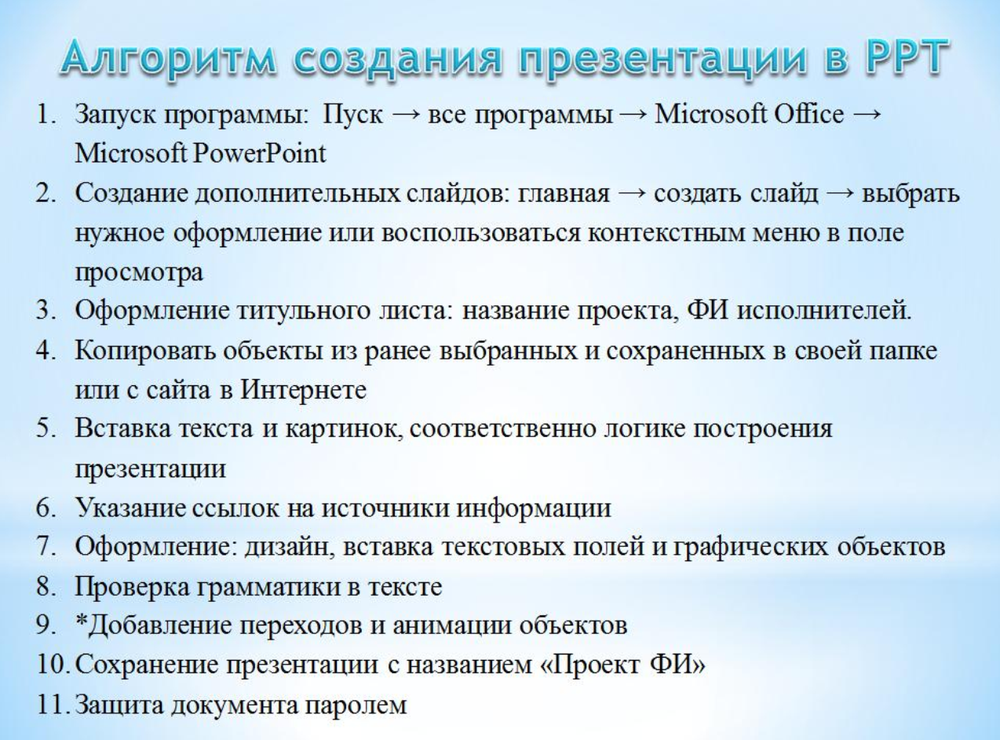 Алгоритм создания презентации в PPT
1. Запуск программы: Пуск → все программы → Microsoft Office →
Microsoft PowerPoint
2. Создание дополнительных слайдов: главная → создать слайд → выбрать
нужное оформление или воспользоваться контекстным меню в поле
просмотра
3. Оформление титульного листа: название проекта, ФИ исполнителей.
4. Копировать объекты из ранее выбранных и сохраненных в своей папке
или с сайта в Интернете
5. Вставка текста и картинок, соответственно логике построения
презентации
6. Указание ссылок на источники информации
7. Оформление: дизайн, вставка текстовых полей и графических объектов
8. Проверка грамматики в тексте
9. *Добавление переходов и анимации объектов
10. Сохранение презентации с названием «Проект ФИ»
11. Защита документа паролем